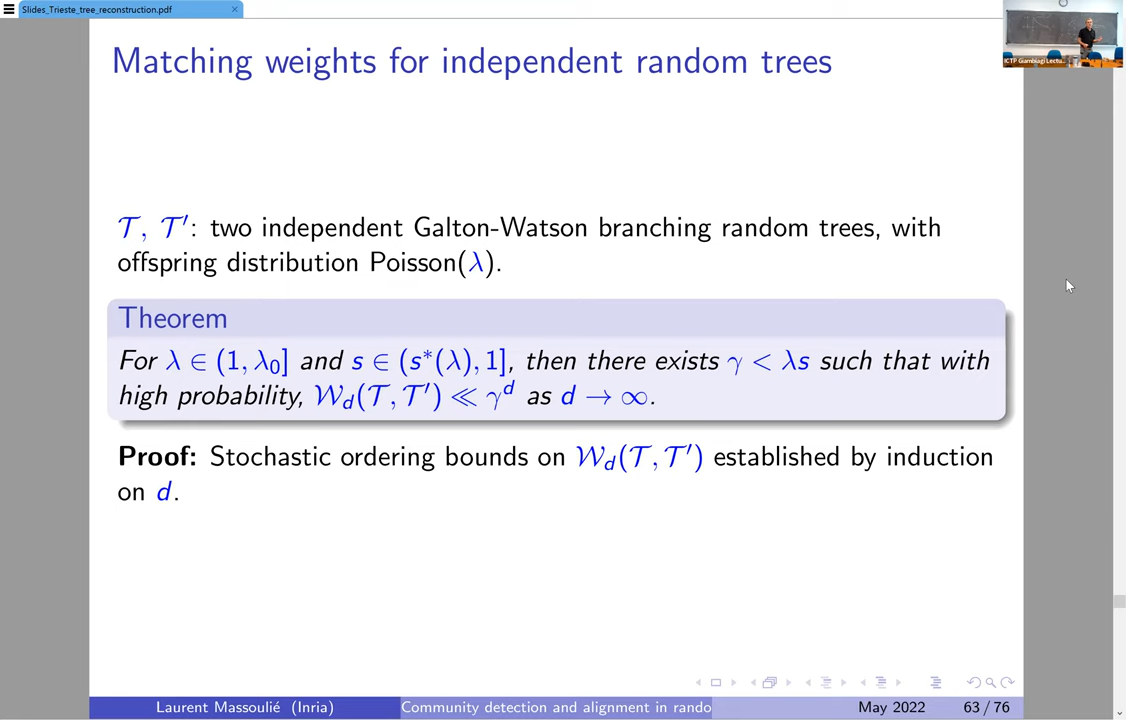 Slides_Trieste_tree_reconstruction.pdf
ICTP Giambiagi Lectu...
Matching weights for independent random trees
𝒯, 𝒯′: two independent Galton-Watson branching random trees, with
offspring distribution Poisson(λ).
Theorem
For λ ∈ (1, λ₀] and s ∈ (s*(λ), 1], then there exists γ < λs such that with
high probability, 𝒲_d(𝒯, 𝒯′) ≪ γ^d as d → ∞.
Proof: Stochastic ordering bounds on 𝒲_d(𝒯, 𝒯′) established by induction
on d.
Laurent Massoulié (Inria) Community detection and alignment in rando May 2022 63 / 76